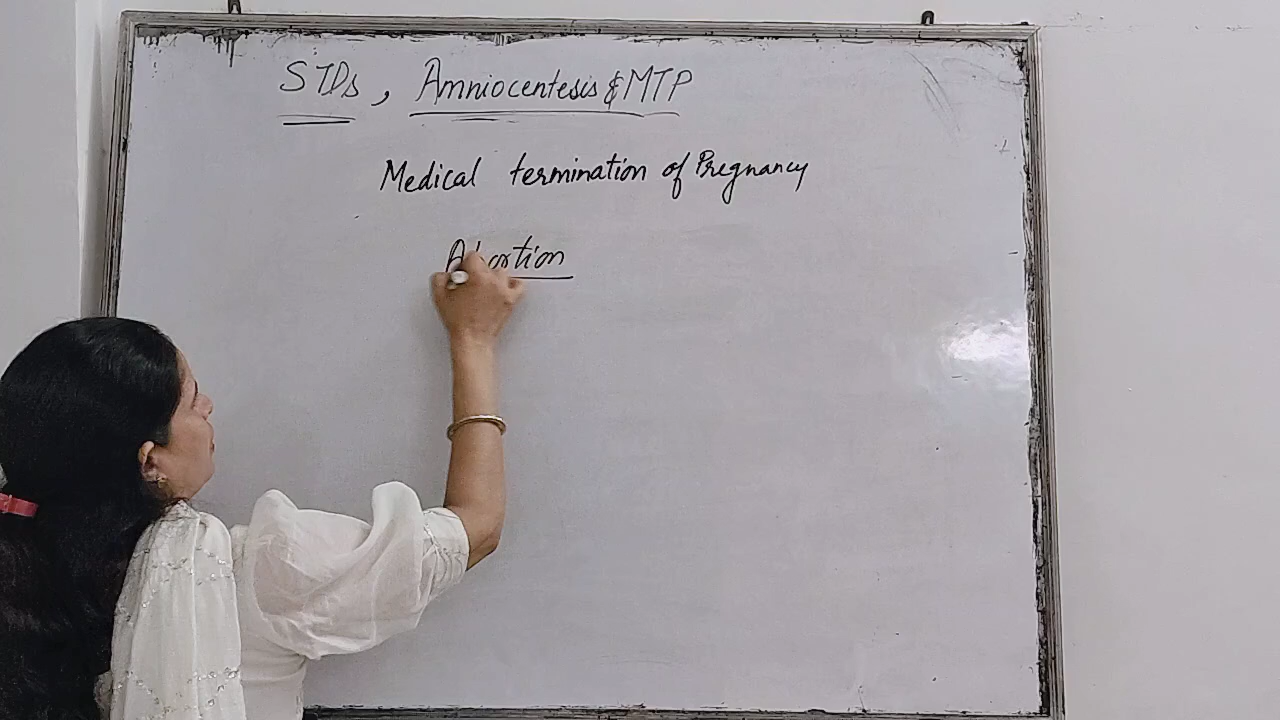 STDs, Amniocentesis & MTP
Medical termination of Pregnancy
Abortion